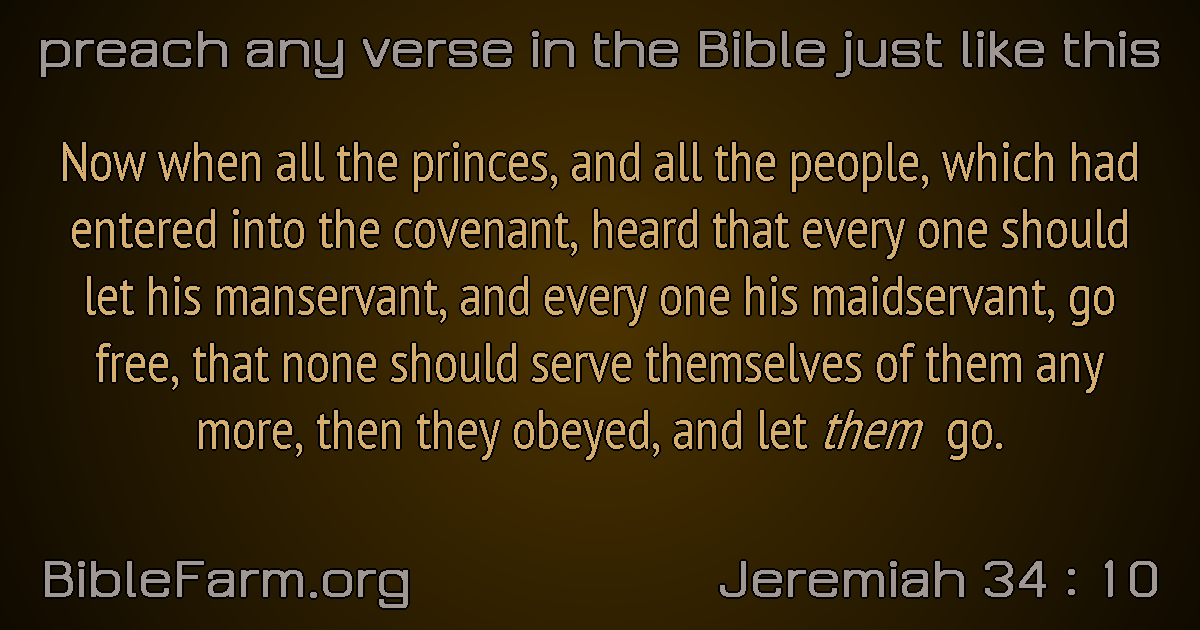 preach any verse in the Bible just like this
Now when all the princes, and all the people, which had
entered into the covenant, heard that every one should
let his manservant, and every one his maidservant, go
free, that none should serve themselves of them any
more, then they obeyed, and let them go.
BibleFarm.org
Jeremiah 34 : 10